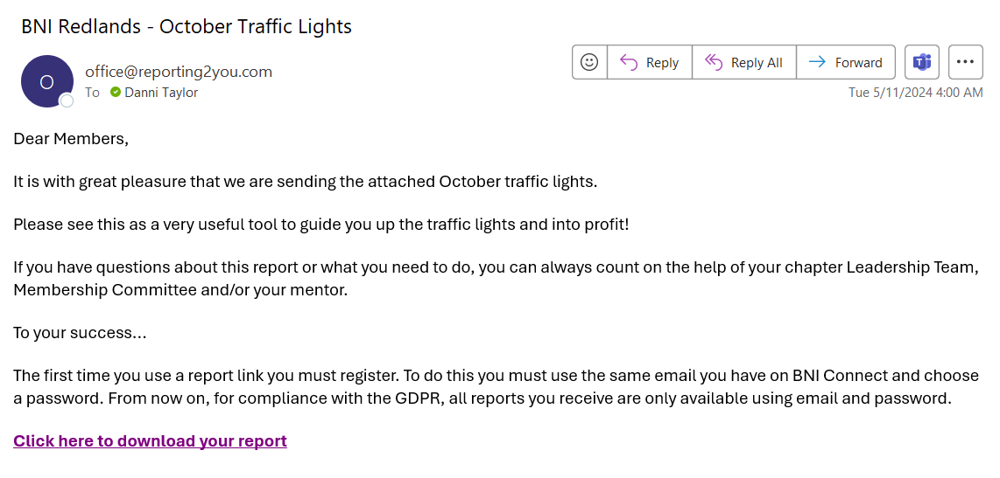 BNI Redlands - October Traffic Lights
O
office@reporting2you.com
To Danni Taylor
Reply
Reply All
Forward
Tue 5/11/2024 4:00 AM
Dear Members,
It is with great pleasure that we are sending the attached October traffic lights.
Please see this as a very useful tool to guide you up the traffic lights and into profit!
If you have questions about this report or what you need to do, you can always count on the help of your chapter Leadership Team,
Membership Committee and/or your mentor.
To your success...
The first time you use a report link you must register. To do this you must use the same email you have on BNI Connect and choose
a password. From now on, for compliance with the GDPR, all reports you receive are only available using email and password.
Click here to download your report